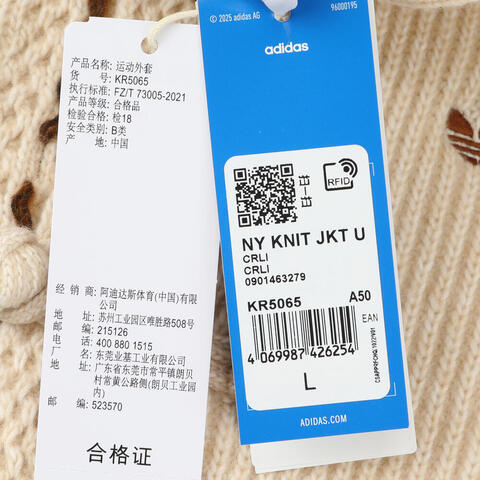 产品名称: 运动外套
货 号: KR5065
执行标准: FZ/T 73005-2021
产品等级: 合格品
检验合格: 检18
安全类别: B类
产 地: 中国
经 销 商: 阿迪达斯体育(中国)有限公司
地 址: 苏州工业园区唯胜路508号
邮 编: 215126
电 话: 400 880 1515
厂 名: 东莞业基工业有限公司
地 址: 广东省东莞市常平镇朗贝村常黄公路侧(朗贝工业园内)
邮 编: 523570
合格证
© 2025 adidas AG
96000195
adidas
RFID
NY KNIT JKT U
CRLI
CRLI
0901463279
KR5065 A50
EAN
4 069987 426254
L
ADIDAS.COM